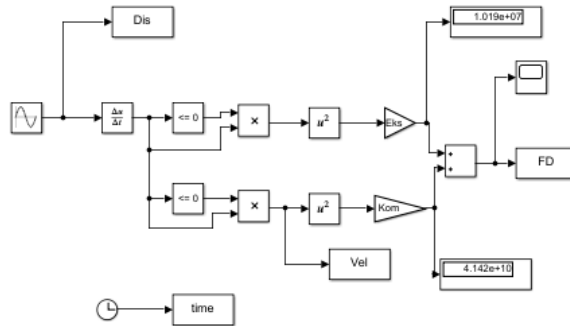 Dis
1.019e+07
Δu
Δt
<= 0
×
u²
Eks
+
+
FD
<= 0
×
u²
Kom
Vel
4.142e+10
time